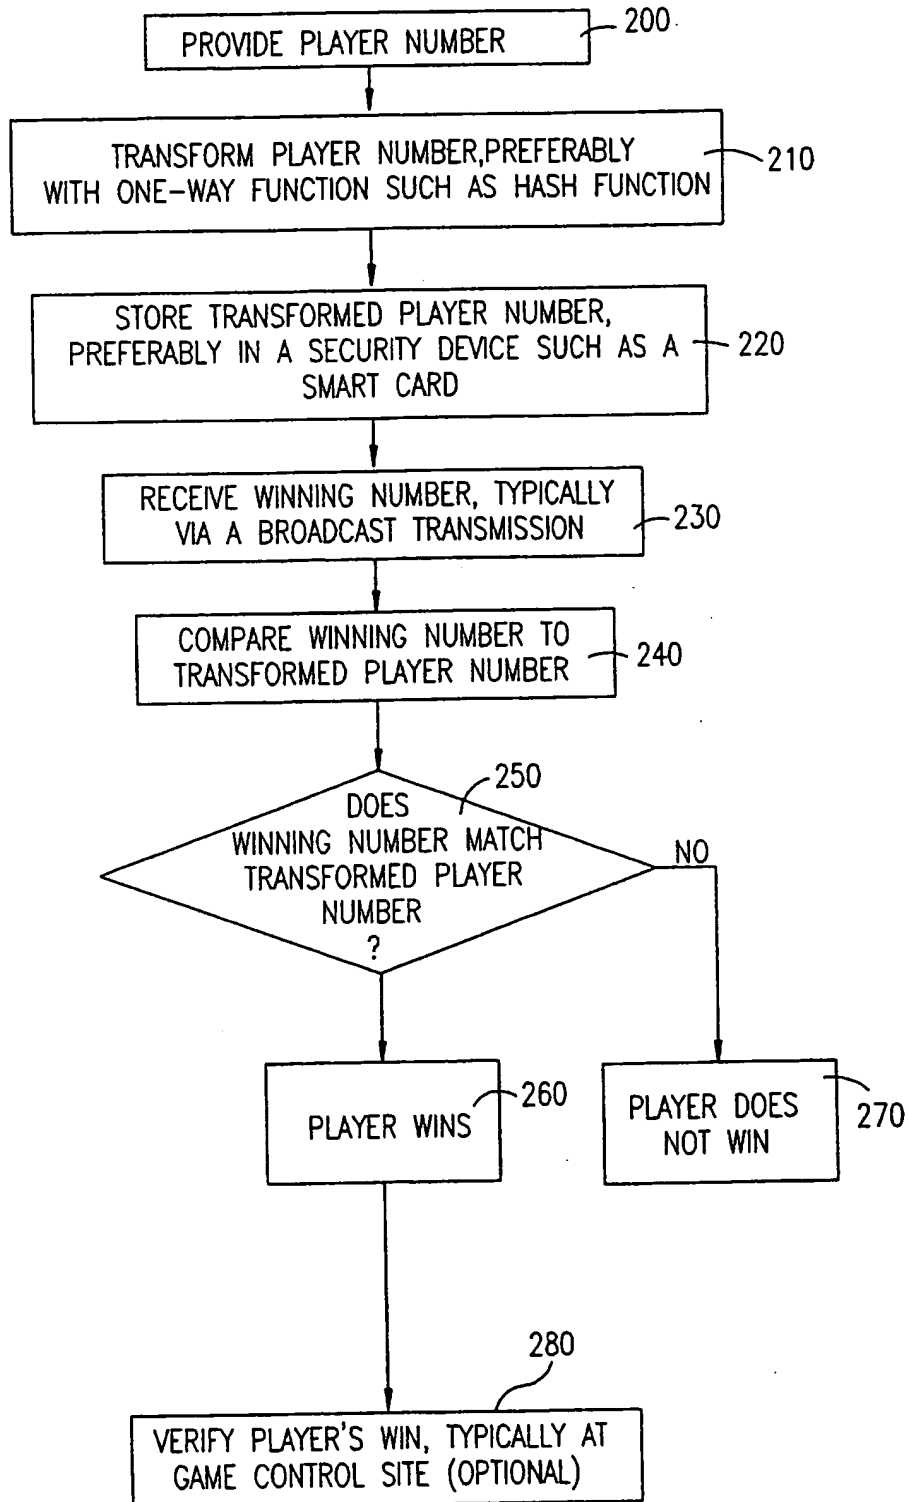 PROVIDE PLAYER NUMBER
200
TRANSFORM PLAYER NUMBER,PREFERABLY
WITH ONE-WAY FUNCTION SUCH AS HASH FUNCTION
210
STORE TRANSFORMED PLAYER NUMBER,
PREFERABLY IN A SECURITY DEVICE SUCH AS A
SMART CARD
220
RECEIVE WINNING NUMBER, TYPICALLY
VIA A BROADCAST TRANSMISSION
230
COMPARE WINNING NUMBER TO
TRANSFORMED PLAYER NUMBER
240
250
DOES
WINNING NUMBER MATCH
TRANSFORMED PLAYER
NUMBER
?
NO
PLAYER WINS
260
PLAYER DOES
NOT WIN
270
280
VERIFY PLAYER'S WIN, TYPICALLY AT
GAME CONTROL SITE (OPTIONAL)